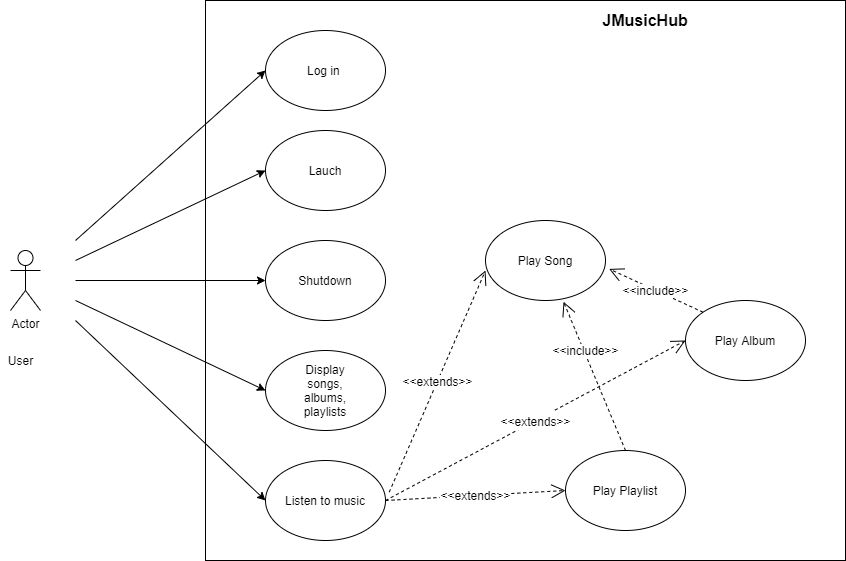 JMusicHub
Log in
Lauch
Shutdown
Display
songs,
albums,
playlists
Listen to music
Actor
User
Play Song
Play Album
Play Playlist
<<include>>
<<include>>
<<extends>>
<<extends>>
<<extends>>